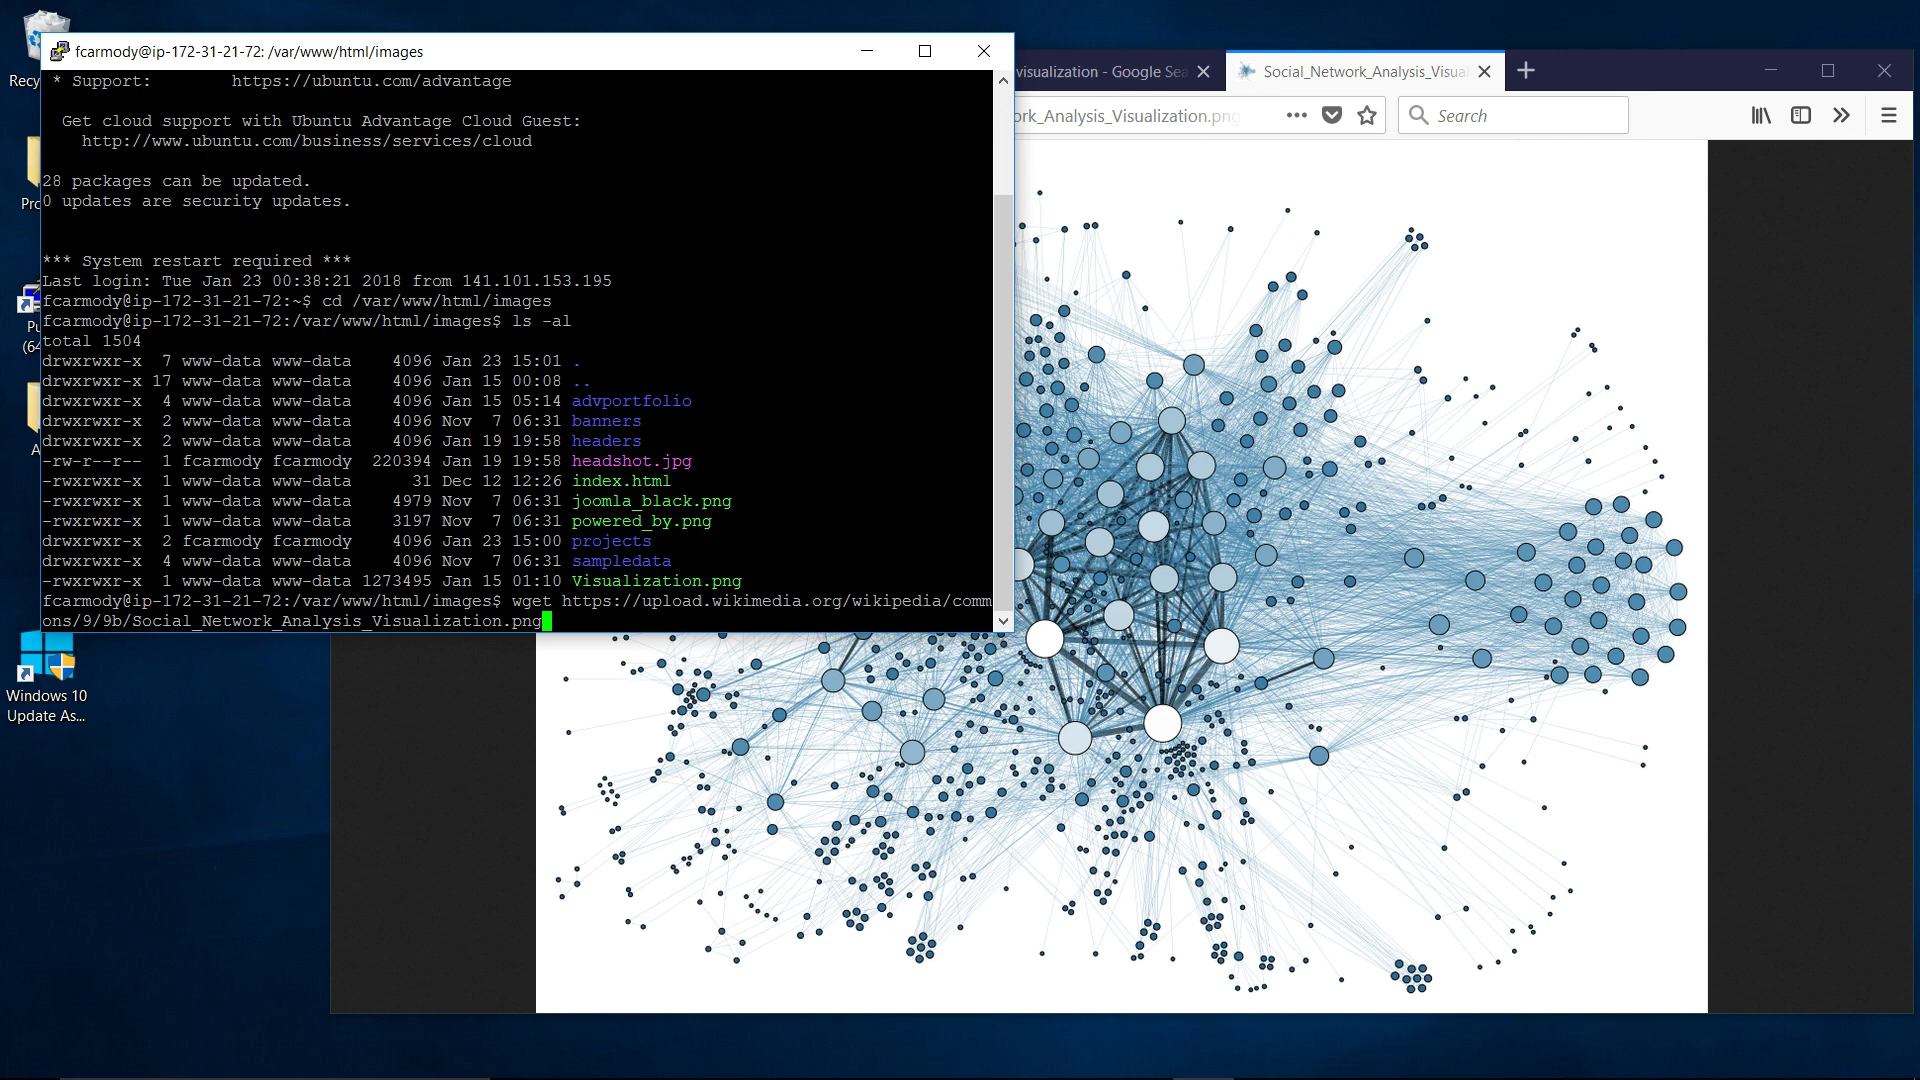 Recy
Pro
Pu
(64
A
Windows 10
Update As...
fcarmody@ip-172-31-21-72: /var/www/html/images
* Support:        https://ubuntu.com/advantage
Get cloud support with Ubuntu Advantage Cloud Guest:
http://www.ubuntu.com/business/services/cloud
28 packages can be updated.
0 updates are security updates.
*** System restart required ***
Last login: Tue Jan 23 00:38:21 2018 from 141.101.153.195
fcarmody@ip-172-31-21-72:~$ cd /var/www/html/images
fcarmody@ip-172-31-21-72:/var/www/html/images$ ls -al
total 1504
drwxrwxr-x  7 www-data www-data    4096 Jan 23 15:01 .
drwxrwxr-x 17 www-data www-data    4096 Jan 15 00:08 ..
drwxrwxr-x  4 www-data www-data    4096 Jan 15 05:14 advportfolio
drwxrwxr-x  2 www-data www-data    4096 Nov  7 06:31 banners
drwxrwxr-x  2 www-data www-data    4096 Jan 19 19:58 headers
-rw-r--r--  1 fcarmody fcarmody  220394 Jan 19 19:58 headshot.jpg
-rwxrwxr-x  1 www-data www-data      31 Dec 12 12:26 index.html
-rwxrwxr-x  1 www-data www-data    4979 Nov  7 06:31 joomla_black.png
-rwxrwxr-x  1 www-data www-data    3197 Nov  7 06:31 powered_by.png
drwxrwxr-x  2 fcarmody fcarmody    4096 Jan 23 15:00 projects
drwxrwxr-x  4 www-data www-data    4096 Nov  7 06:31 sampledata
-rwxrwxr-x  1 www-data www-data 1273495 Jan 15 01:10 Visualization.png
fcarmody@ip-172-31-21-72:/var/www/html/images$ wget https://upload.wikimedia.org/wikipedia/comm
ons/9/9b/Social_Network_Analysis_Visualization.png
visualization - Google Sea
Social_Network_Analysis_Visual
ork_Analysis_Visualization.png
Search